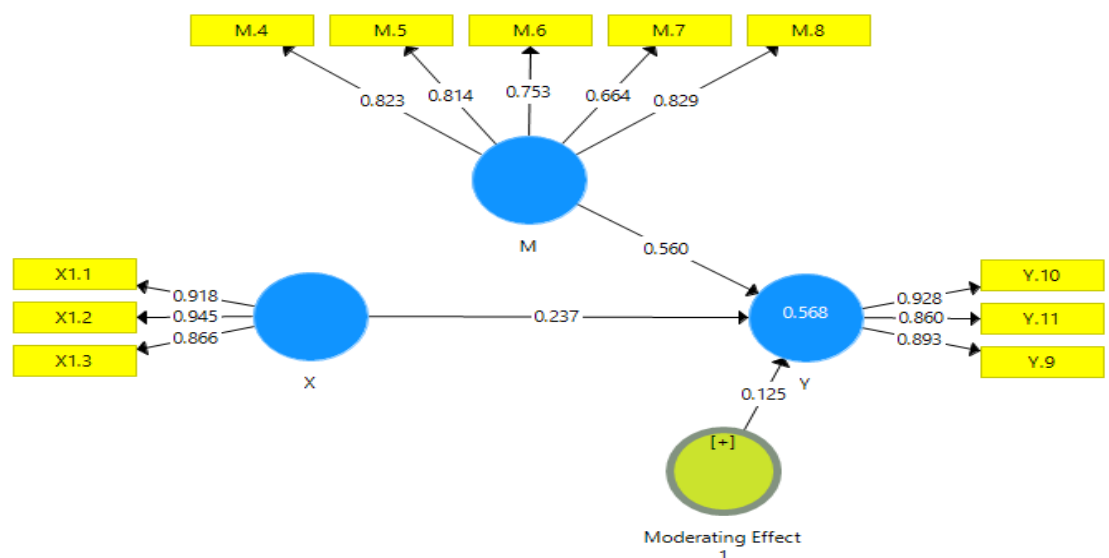 M.4
M.5
M.6
M.7
M.8
0.823
0.814
0.753
0.664
0.829
M
0.560
X1.1
X1.2
X1.3
0.918
0.945
0.866
X
0.237
0.568
Y
0.928
0.860
0.893
Y.10
Y.11
Y.9
0.125
[+]
Moderating Effect
1